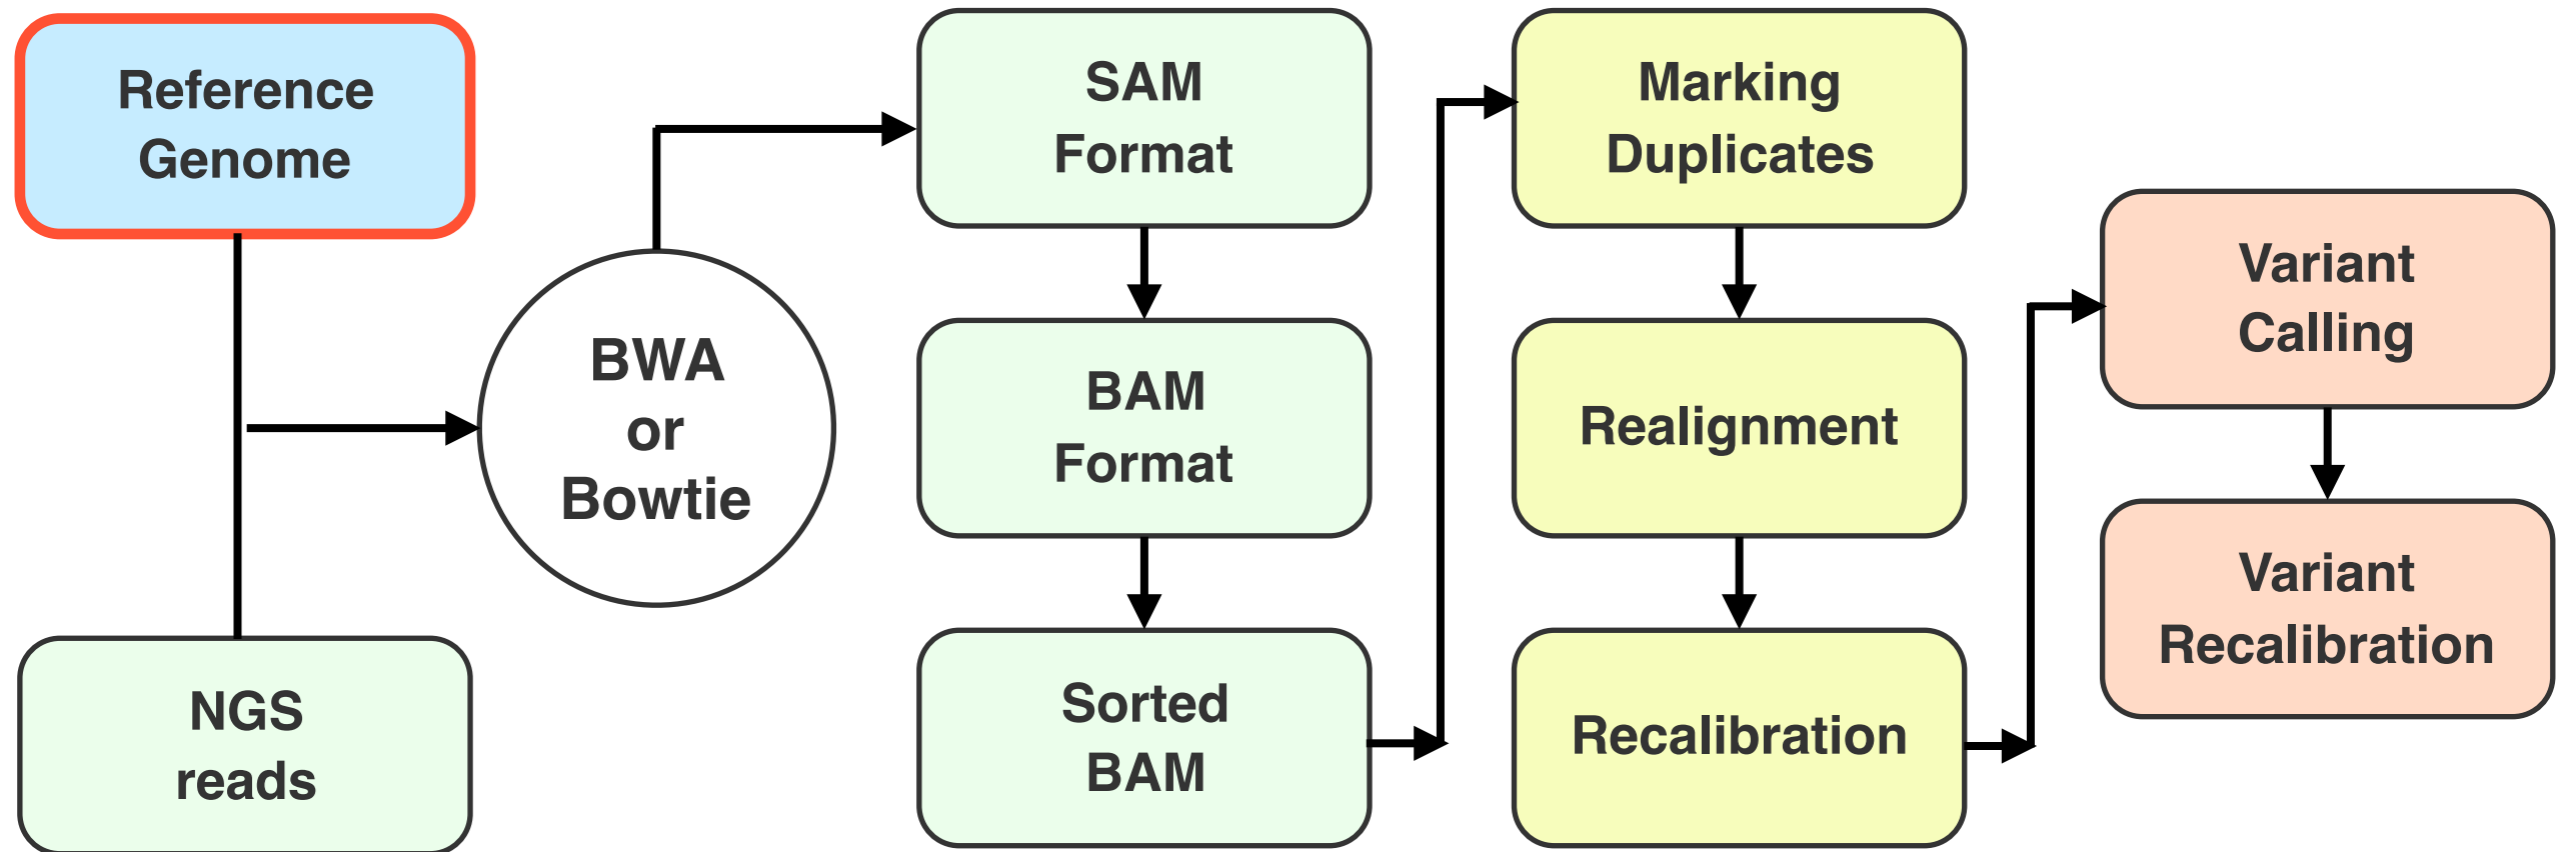 Reference
Genome
NGS
reads
BWA
or
Bowtie
SAM
Format
BAM
Format
Sorted
BAM
Marking
Duplicates
Realignment
Recalibration
Variant
Calling
Variant
Recalibration